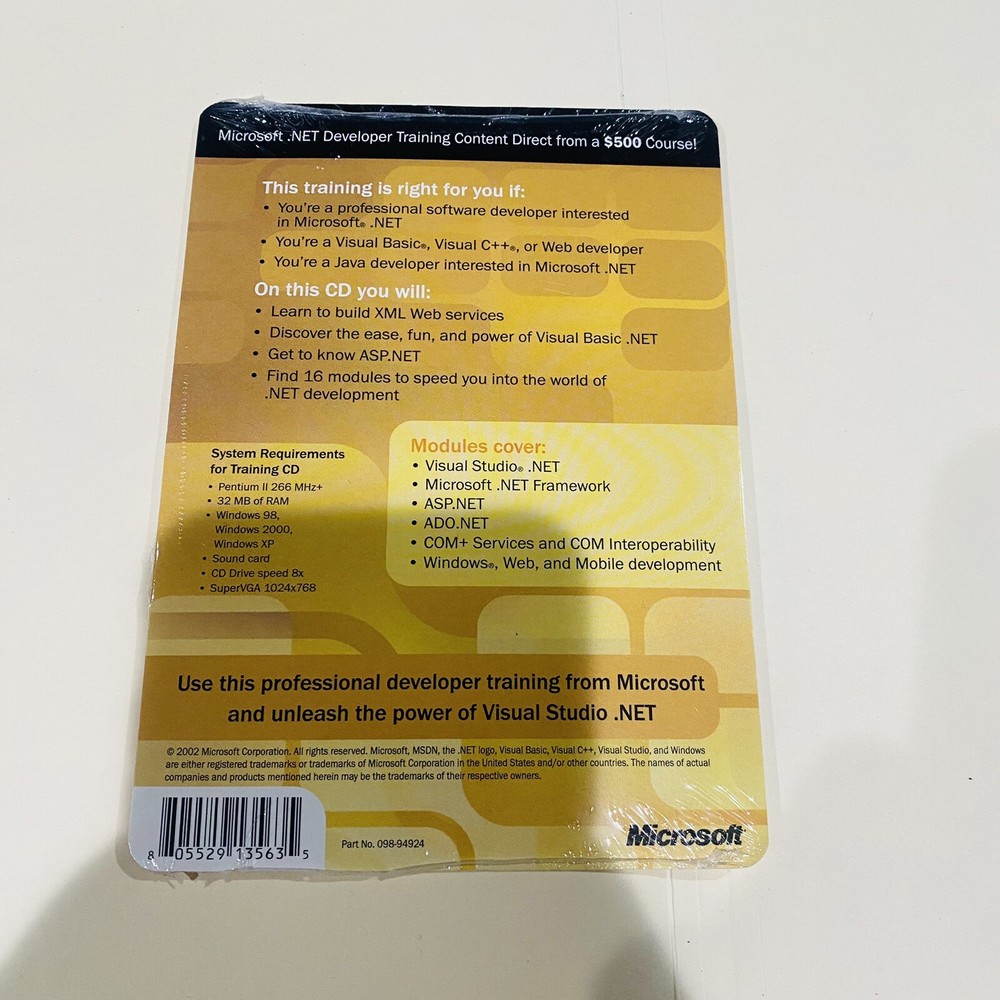 Microsoft .NET Developer Training Content Direct from a $500 Course!
This training is right for you if:
• You're a professional software developer interested
in Microsoft® .NET
• You're a Visual Basic®, Visual C++®, or Web developer
• You're a Java developer interested in Microsoft .NET
On this CD you will:
• Learn to build XML Web services
• Discover the ease, fun, and power of Visual Basic .NET
• Get to know ASP.NET
• Find 16 modules to speed you into the world of
.NET development
System Requirements
for Training CD
• Pentium II 266 MHz+
• 32 MB of RAM
• Windows 98,
Windows 2000,
Windows XP
• Sound card
• CD Drive speed 8x
• SuperVGA 1024x768
Modules cover:
• Visual Studio® .NET
• Microsoft .NET Framework
• ASP.NET
• ADO.NET
• COM+ Services and COM Interoperability
• Windows®, Web, and Mobile development
Use this professional developer training from Microsoft
and unleash the power of Visual Studio .NET
© 2002 Microsoft Corporation. All rights reserved. Microsoft, MSDN, the .NET logo, Visual Basic, Visual C++, Visual Studio, and Windows
are either registered trademarks or trademarks of Microsoft Corporation in the United States and/or other countries. The names of actual
companies and products mentioned herein may be the trademarks of their respective owners.
8 05529 13563 5
Part No. 098-94924
Microsoft